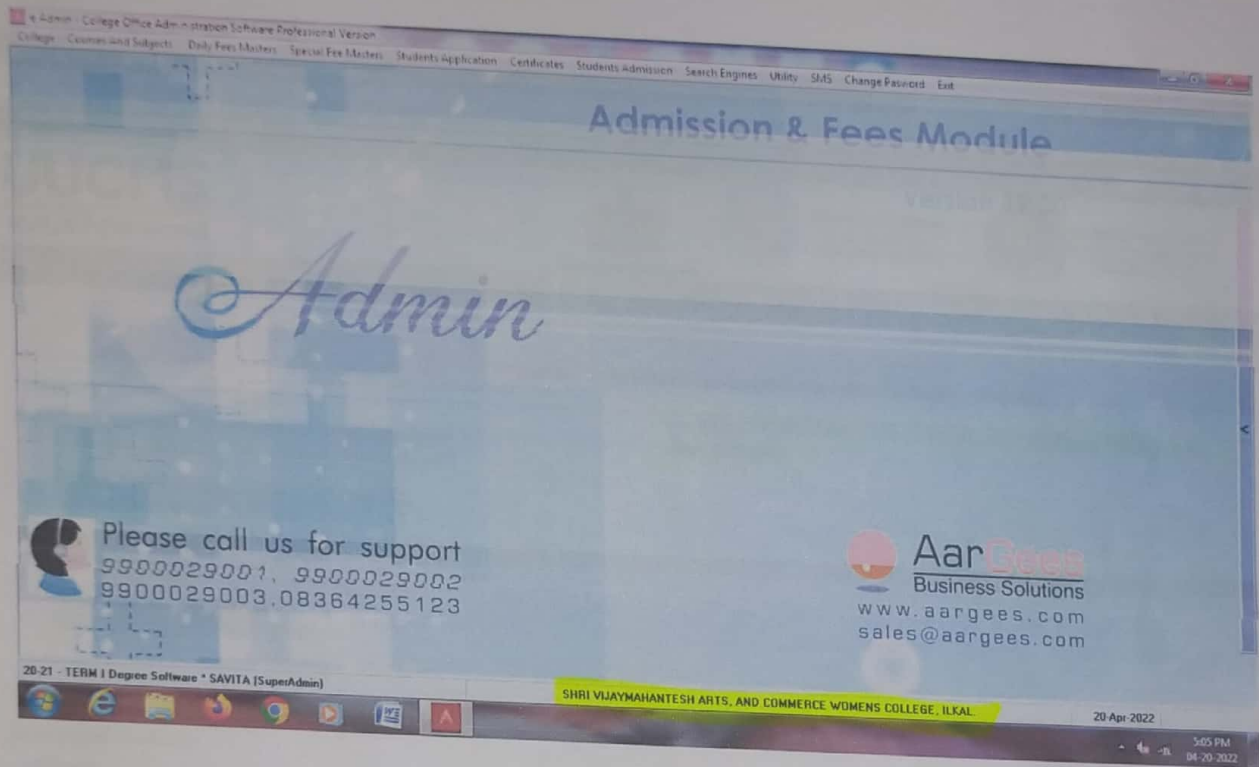 e-Admin : College Office Administration Software Professional Version
College Courses And Subjects Daily Fees Masters Special Fee Masters Students Application Certificates Students Admission Search Engines Utility SMS Change Pasword Exit
Admission & Fees Module
Version
Admin
Please call us for support
9900029001, 9900029002
9900029003,08364255123
AarGees
Business Solutions
www.aargees.com
sales@aargees.com
20-21 - TERM I Degree Software * SAVITA (SuperAdmin)
SHRI VIJAYMAHANTESH ARTS, AND COMMERCE WOMENS COLLEGE, ILKAL.
20-Apr-2022
5:05 PM
04-20-2022